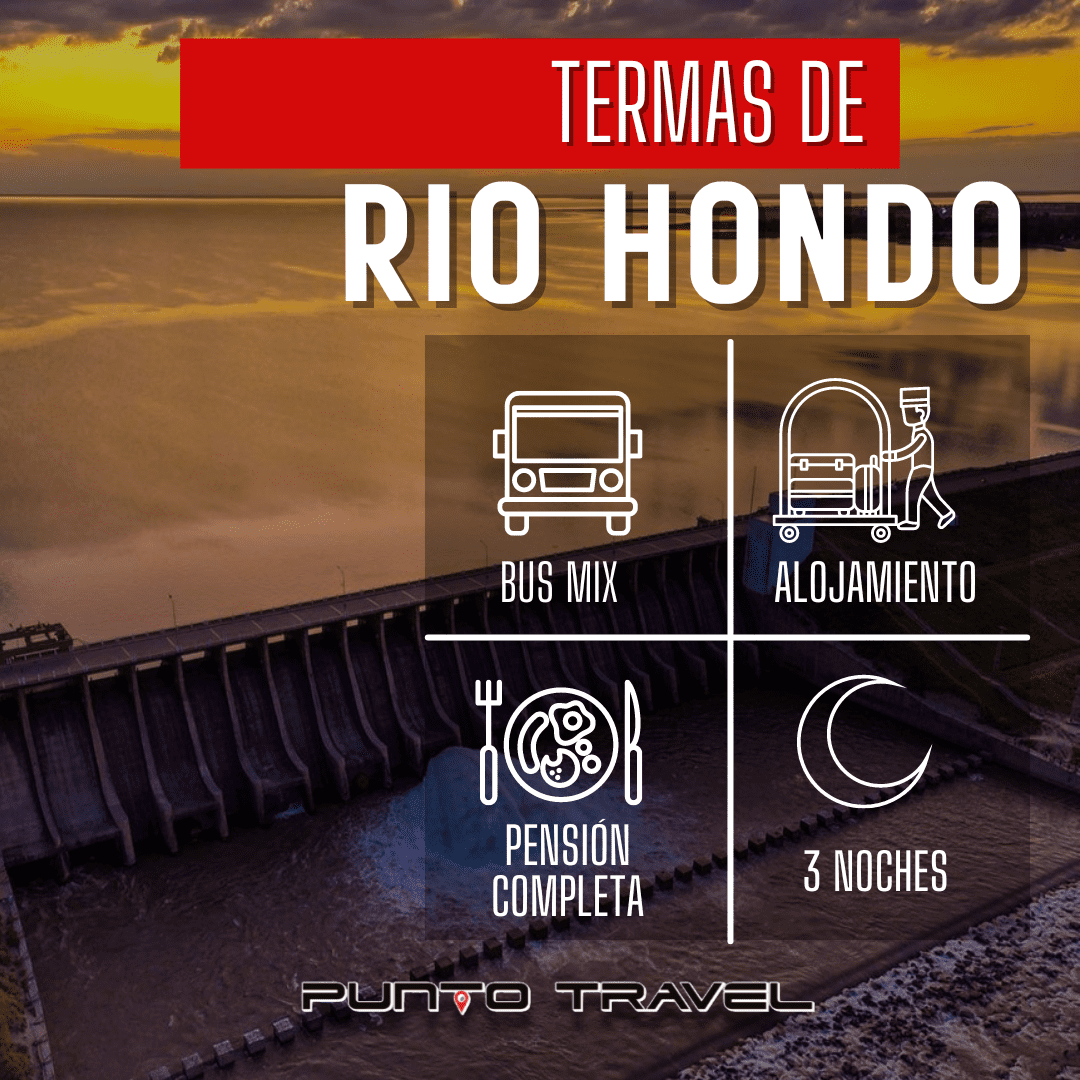 TERMAS DE
RIO HONDO
BUS MIX
ALOJAMIENTO
PENSIÓN
COMPLETA
3 NOCHES
PUNTO TRAVEL